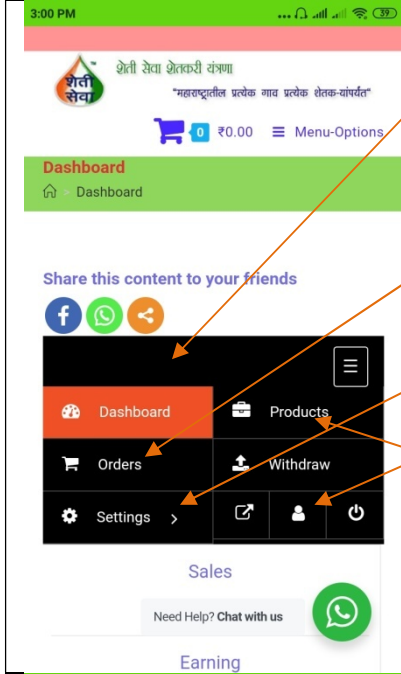 3:00 PM ... 39
शेती सेवा शेतकरी यंत्रणा
"महाराष्ट्रातील प्रत्येक गाव प्रत्येक शेतक-यांपर्यंत"
शेती
सेवा
0 ₹0.00 Menu-Options
Dashboard
> Dashboard
Share this content to your friends
Dashboard Products
Orders Withdraw
Settings >
Sales
Need Help? Chat with us
Earning